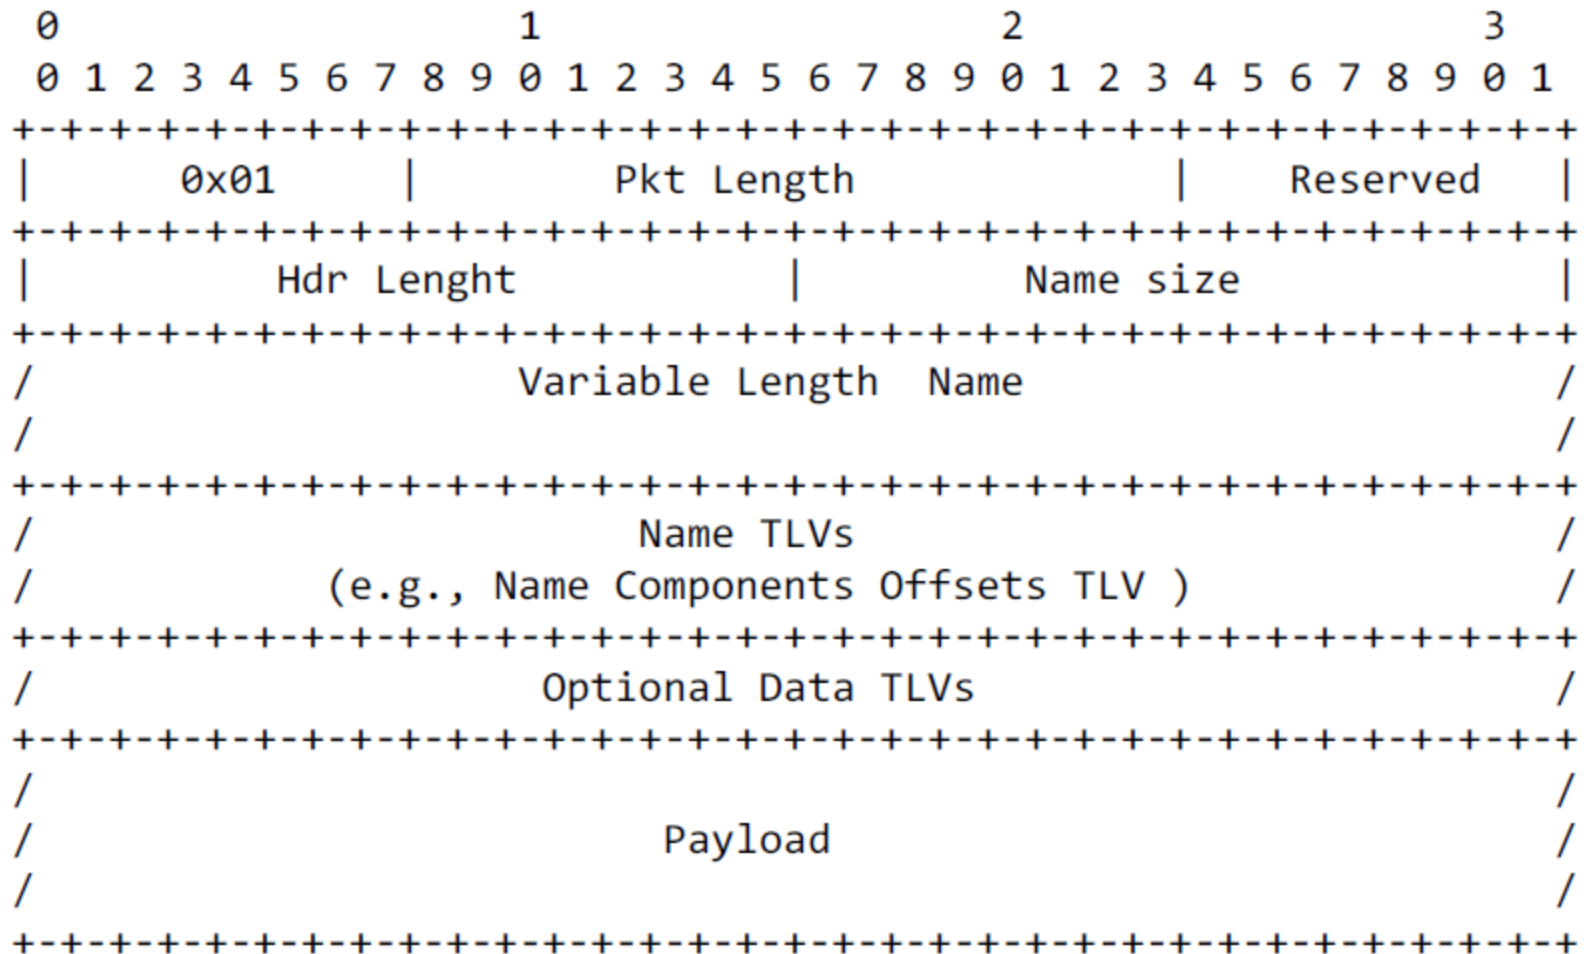 0                   1                   2                   3
 0 1 2 3 4 5 6 7 8 9 0 1 2 3 4 5 6 7 8 9 0 1 2 3 4 5 6 7 8 9 0 1
+-+-+-+-+-+-+-+-+-+-+-+-+-+-+-+-+-+-+-+-+-+-+-+-+-+-+-+-+-+-+-+-+
|      0x01     |        Pkt Length             |    Reserved   |
+-+-+-+-+-+-+-+-+-+-+-+-+-+-+-+-+-+-+-+-+-+-+-+-+-+-+-+-+-+-+-+-+
|          Hdr Lenght           |         Name size             |
+-+-+-+-+-+-+-+-+-+-+-+-+-+-+-+-+-+-+-+-+-+-+-+-+-+-+-+-+-+-+-+-+
/                    Variable Length  Name                      /
/                                                               /
+-+-+-+-+-+-+-+-+-+-+-+-+-+-+-+-+-+-+-+-+-+-+-+-+-+-+-+-+-+-+-+-+
/                         Name TLVs                             /
/            (e.g., Name Components Offsets TLV )               /
+-+-+-+-+-+-+-+-+-+-+-+-+-+-+-+-+-+-+-+-+-+-+-+-+-+-+-+-+-+-+-+-+
/                     Optional Data TLVs                        /
+-+-+-+-+-+-+-+-+-+-+-+-+-+-+-+-+-+-+-+-+-+-+-+-+-+-+-+-+-+-+-+-+
/                                                               /
/                          Payload                              /
/                                                               /
+-+-+-+-+-+-+-+-+-+-+-+-+-+-+-+-+-+-+-+-+-+-+-+-+-+-+-+-+-+-+-+-+